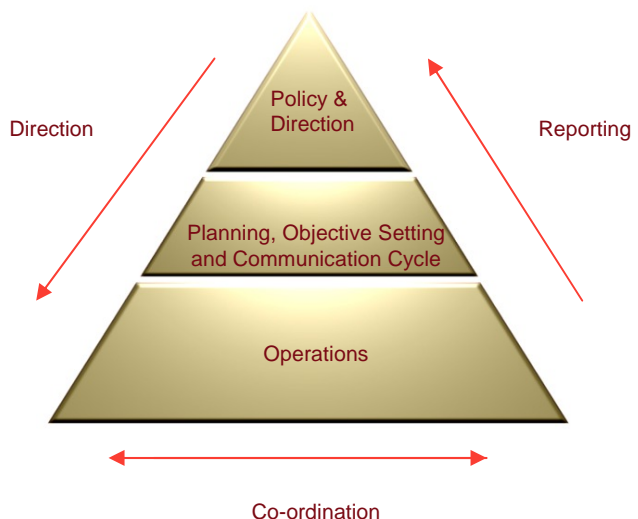 Policy &
Direction
Direction
Reporting
Planning, Objective Setting
and Communication Cycle
Operations
Co-ordination